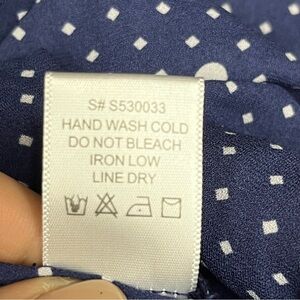 S# S530033
HAND WASH COLD
DO NOT BLEACH
IRON LOW
LINE DRY